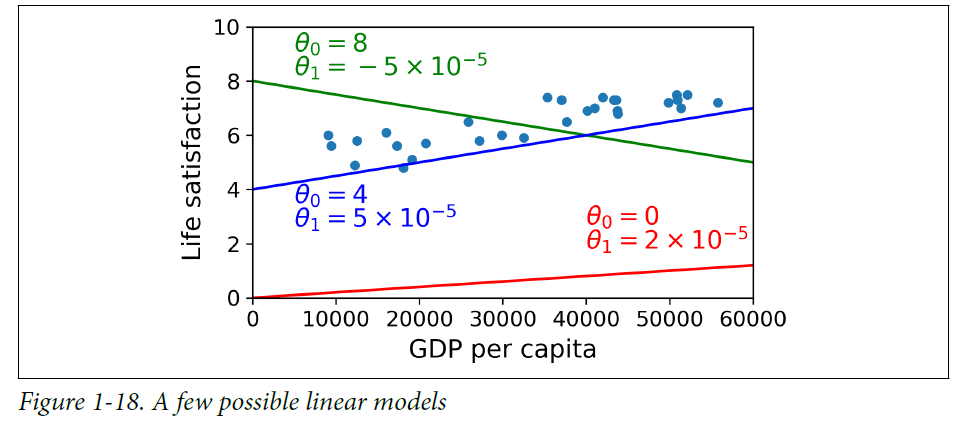 10
8
6
4
2
0
Life satisfaction
θ₀ = 8
θ₁ = −5 × 10⁻⁵
θ₀ = 4
θ₁ = 5 × 10⁻⁵
θ₀ = 0
θ₁ = 2 × 10⁻⁵
0 10000 20000 30000 40000 50000 60000
GDP per capita
Figure 1-18. A few possible linear models